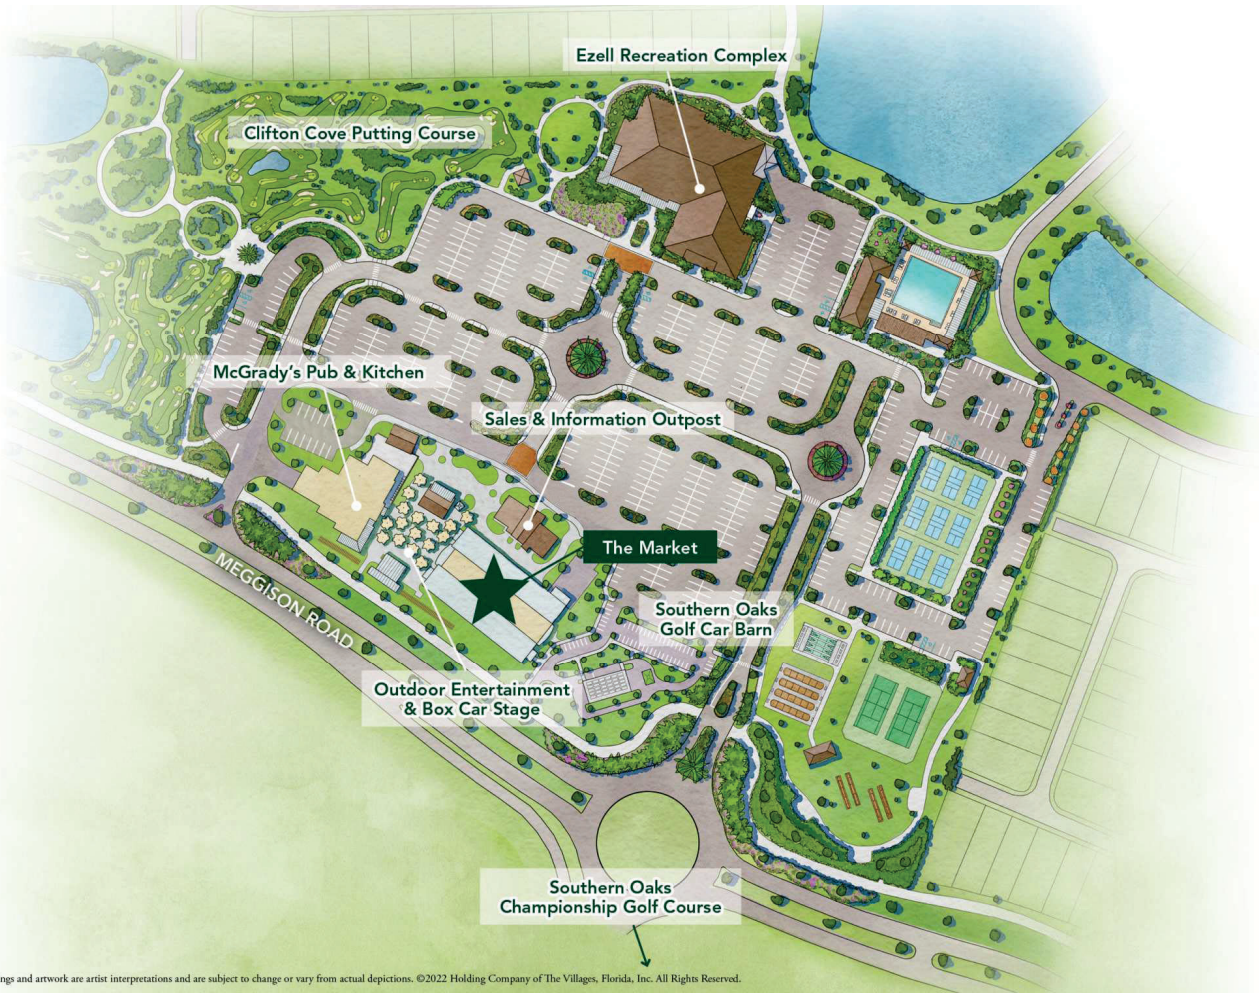 Ezell Recreation Complex
Clifton Cove Putting Course
McGrady's Pub & Kitchen
Sales & Information Outpost
The Market
Southern Oaks
Golf Car Barn
MEGGISON ROAD
Outdoor Entertainment
& Box Car Stage
Southern Oaks
Championship Golf Course
ngs and artwork are artist interpretations and are subject to change or vary from actual depictions. ©2022 Holding Company of The Villages, Florida, Inc. All Rights Reserved.